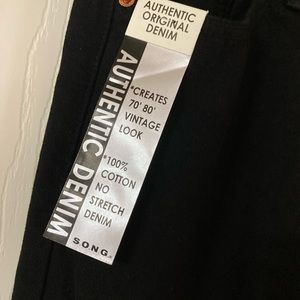 AUTHENTIC
ORIGINAL
DENIM
AUTHENTIC DENIM
*CREATES
70' 80'
VINTAGE
LOOK
*100%
COTTON
NO
STRETCH
DENIM
SONG